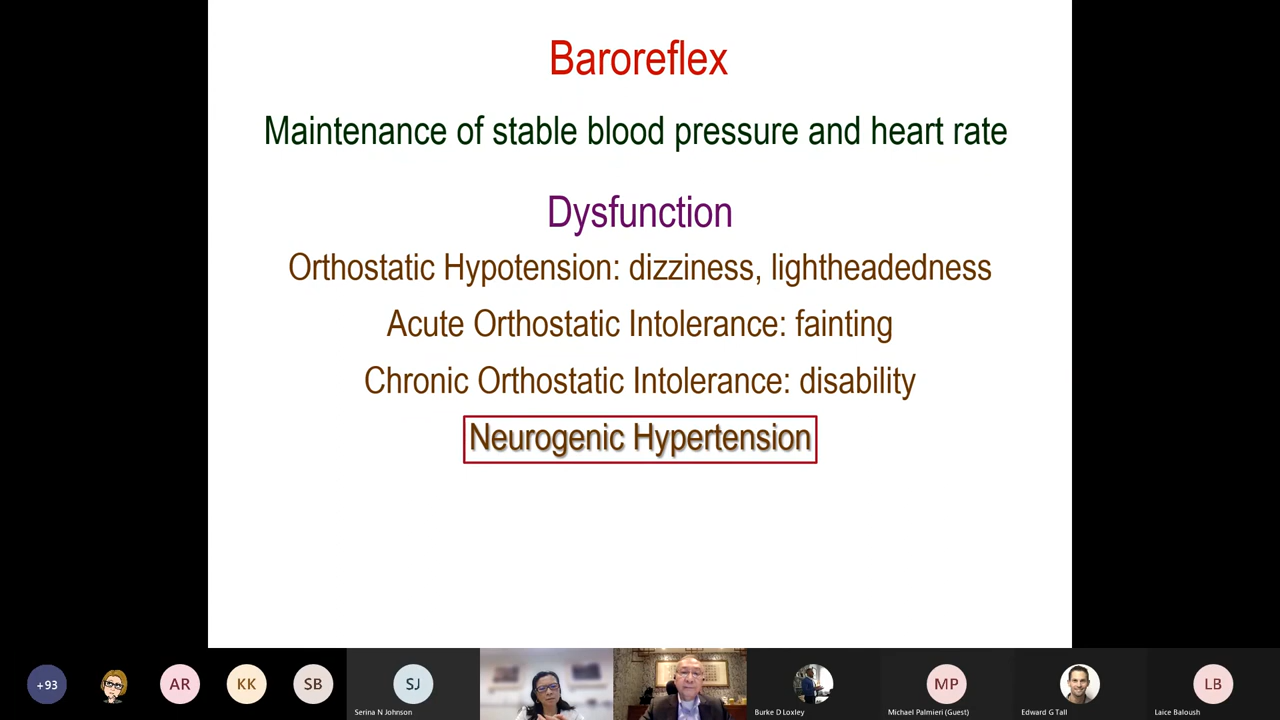 Baroreflex
Maintenance of stable blood pressure and heart rate
Dysfunction
Orthostatic Hypotension: dizziness, lightheadedness
Acute Orthostatic Intolerance: fainting
Chronic Orthostatic Intolerance: disability
Neurogenic Hypertension
+93
AR
KK
SB
SJ
MP
LB
Serina N Johnson
Burke D Loxley
Michael Palmieri (Guest)
Edward G Tall
Laice Baloush